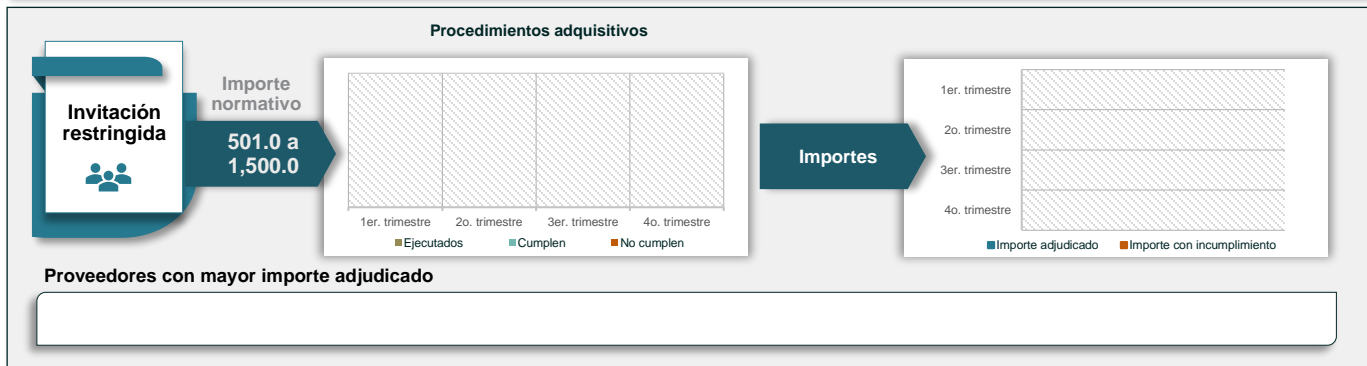 Procedimientos adquisitivos
Invitación
restringida
Importe
normativo
501.0 a
1,500.0
1er. trimestre 2o. trimestre 3er. trimestre 4o. trimestre
Ejecutados Cumplen No cumplen
Importes
1er. trimestre
2o. trimestre
3er. trimestre
4o. trimestre
Importe adjudicado Importe con incumplimiento
Proveedores con mayor importe adjudicado